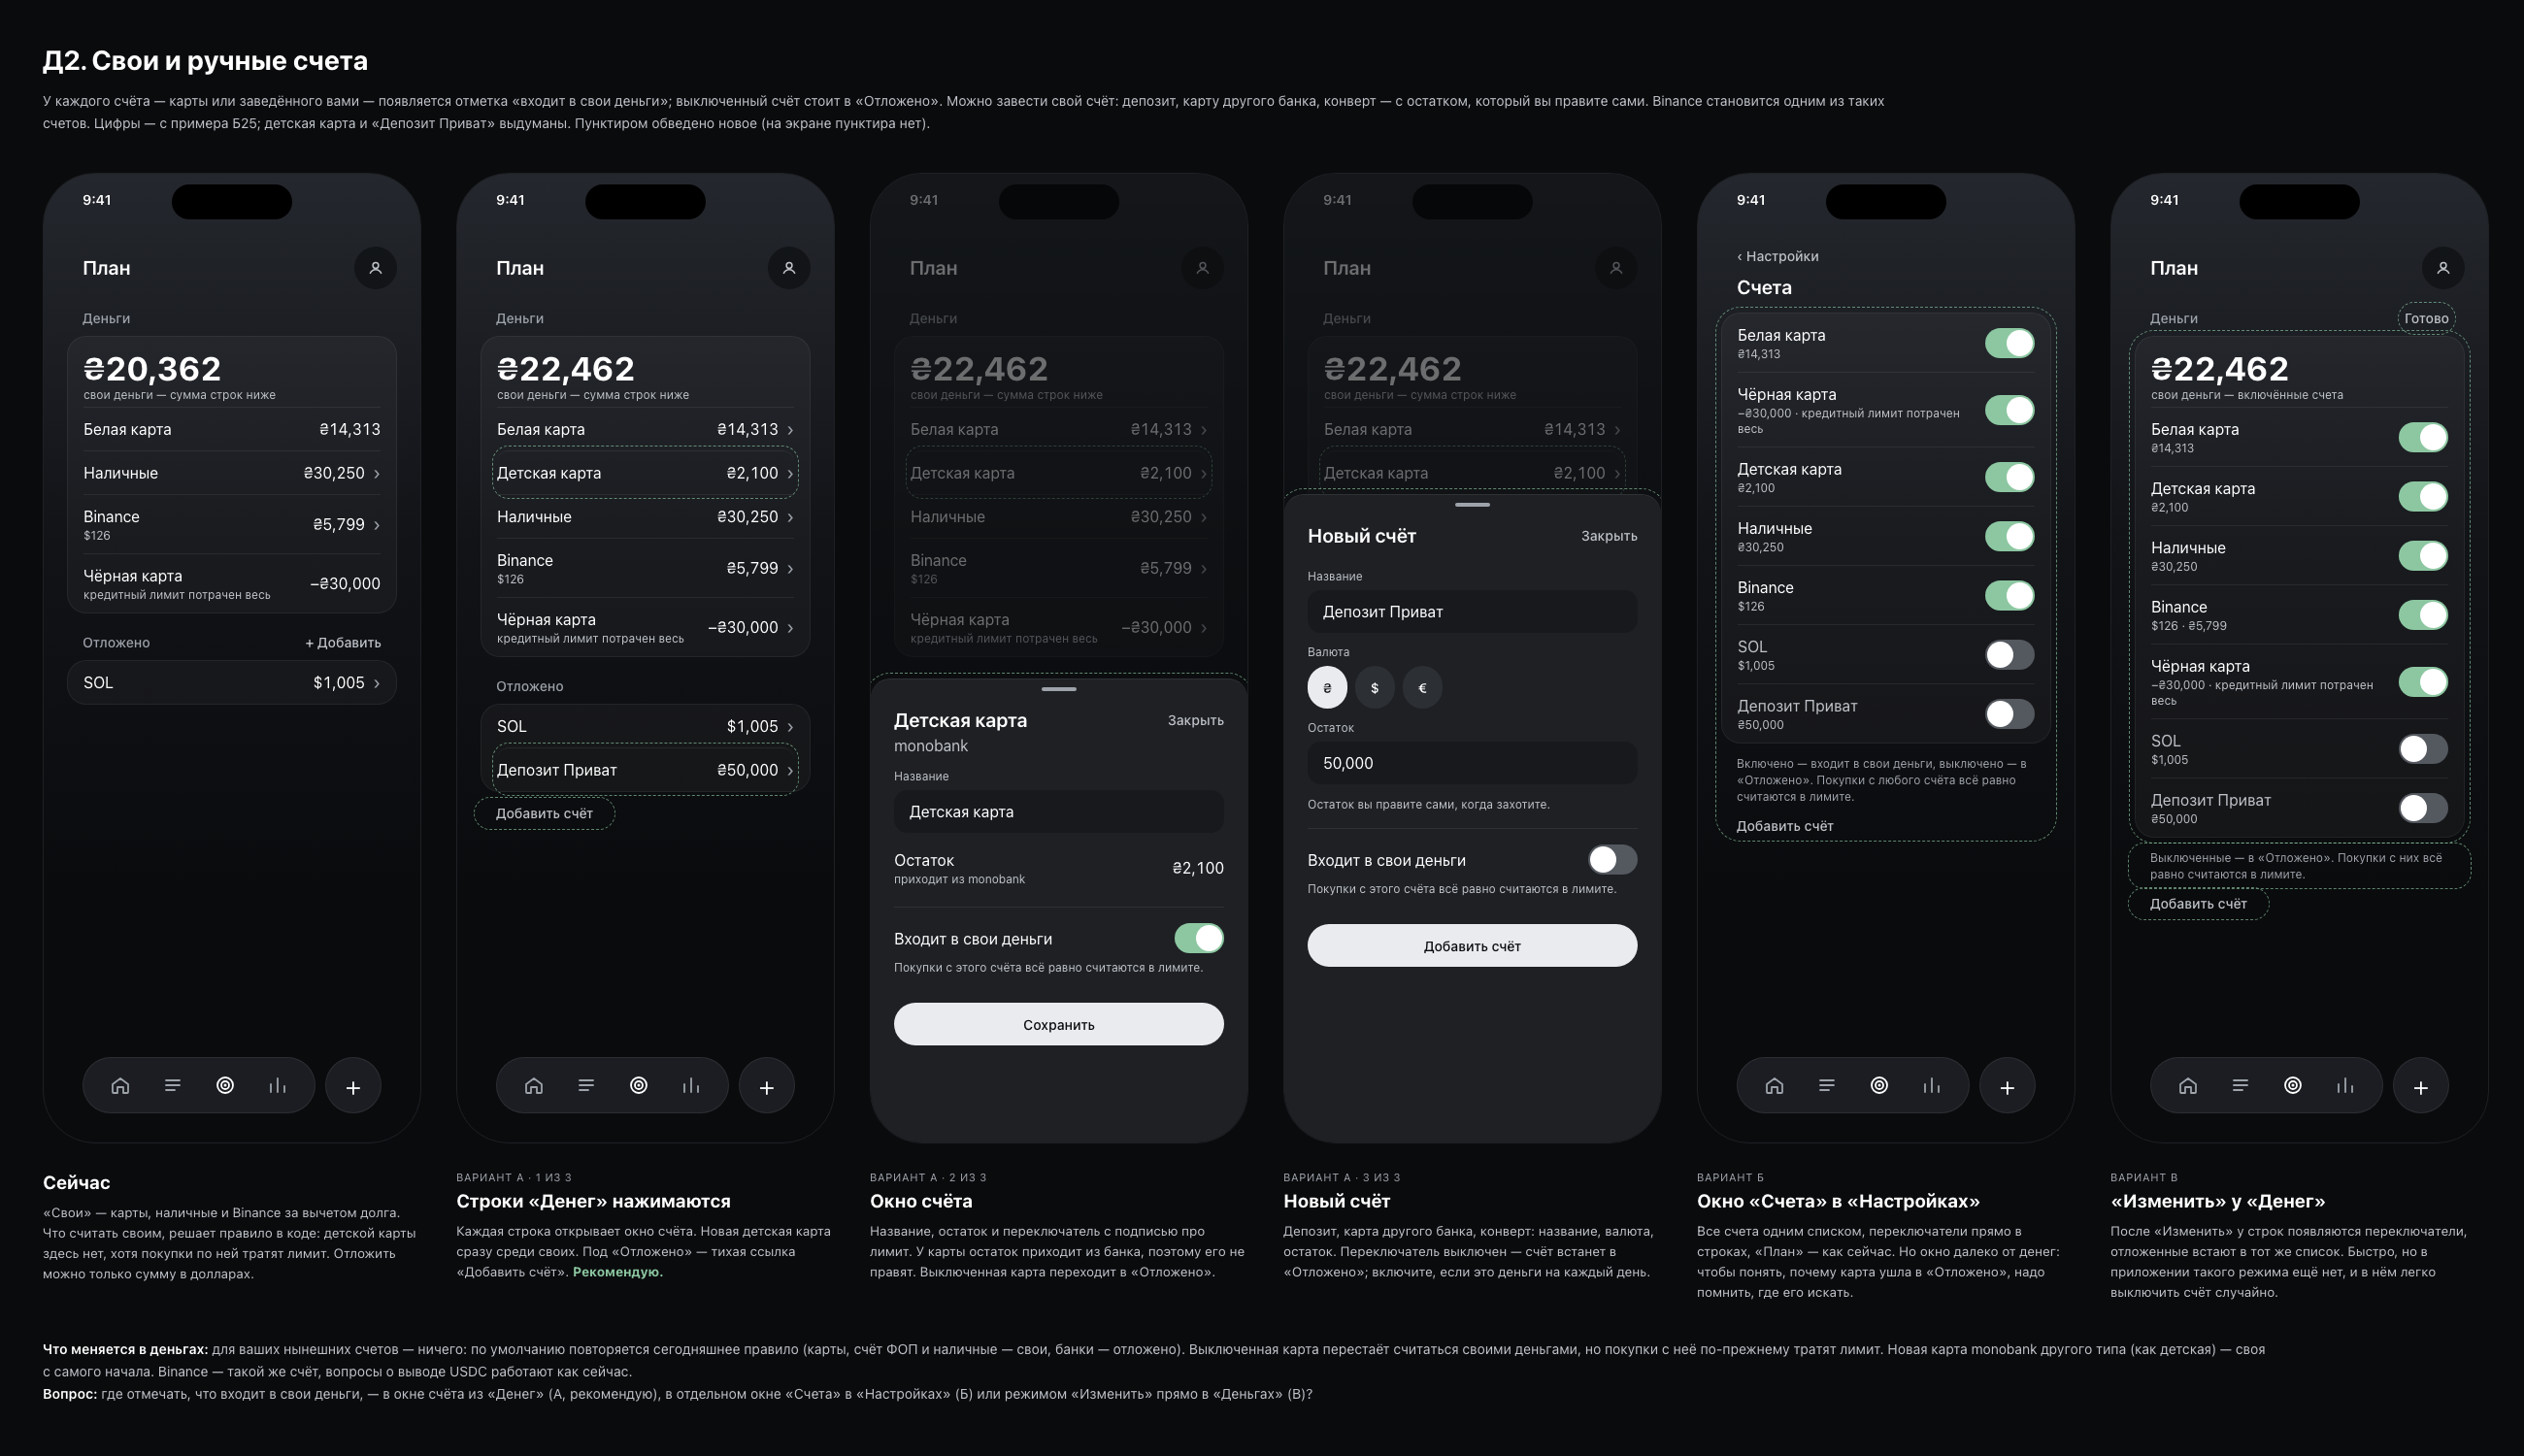 Д2. Свои и ручные счета
У каждого счёта — карты или заведённого вами — появляется отметка «входит в свои деньги»; выключенный счёт стоит в «Отложено». Можно завести свой счёт: депозит, карту другого банка, конверт — с остатком, который вы правите сами. Binance становится одним из таких
счетов. Цифры — с примера Б25; детская карта и «Депозит Приват» выдуманы. Пунктиром обведено новое (на экране пунктира нет).
9:41
План
Деньги
₴20,362
свои деньги — сумма строк ниже
Белая карта ₴14,313
Наличные ₴30,250 ›
Binance ₴5,799 ›
$126
Чёрная карта –₴30,000
кредитный лимит потрачен весь
Отложено + Добавить
SOL $1,005 ›
Сейчас
«Свои» — карты, наличные и Binance за вычетом долга.
Что считать своим, решает правило в коде: детской карты
здесь нет, хотя покупки по ней тратят лимит. Отложить
можно только сумму в долларах.
9:41
План
Деньги
₴22,462
свои деньги — сумма строк ниже
Белая карта ₴14,313 ›
Детская карта ₴2,100 ›
Наличные ₴30,250 ›
Binance ₴5,799 ›
$126
Чёрная карта –₴30,000 ›
кредитный лимит потрачен весь
Отложено
SOL $1,005 ›
Депозит Приват ₴50,000 ›
Добавить счёт
ВАРИАНТ А · 1 ИЗ 3
Строки «Денег» нажимаются
Каждая строка открывает окно счёта. Новая детская карта
сразу среди своих. Под «Отложено» — тихая ссылка
«Добавить счёт». Рекомендую.
9:41
План
Деньги
₴22,462
свои деньги — сумма строк ниже
Белая карта ₴14,313 ›
Детская карта ₴2,100 ›
Наличные ₴30,250 ›
Binance ₴5,799 ›
$126
Чёрная карта –₴30,000 ›
кредитный лимит потрачен весь
Детская карта Закрыть
monobank
Название
Детская карта
Остаток ₴2,100
приходит из monobank
Входит в свои деньги
Покупки с этого счёта всё равно считаются в лимите.
Сохранить
ВАРИАНТ А · 2 ИЗ 3
Окно счёта
Название, остаток и переключатель с подписью про
лимит. У карты остаток приходит из банка, поэтому его не
правят. Выключенная карта переходит в «Отложено».
9:41
План
Деньги
₴22,462
свои деньги — сумма строк ниже
Белая карта ₴14,313 ›
Детская карта ₴2,100 ›
Новый счёт Закрыть
Название
Депозит Приват
Валюта
₴ $ €
Остаток
50,000
Остаток вы правите сами, когда захотите.
Входит в свои деньги
Покупки с этого счёта всё равно считаются в лимите.
Добавить счёт
ВАРИАНТ А · 3 ИЗ 3
Новый счёт
Депозит, карта другого банка, конверт: название, валюта,
остаток. Переключатель выключен — счёт встанет в
«Отложено»; включите, если это деньги на каждый день.
9:41
‹ Настройки
Счета
Белая карта
₴14,313
Чёрная карта
–₴30,000 · кредитный лимит потрачен
весь
Детская карта
₴2,100
Наличные
₴30,250
Binance
$126
SOL
$1,005
Депозит Приват
₴50,000
Включено — входит в свои деньги, выключено — в
«Отложено». Покупки с любого счёта всё равно
считаются в лимите.
Добавить счёт
ВАРИАНТ Б
Окно «Счета» в «Настройках»
Все счета одним списком, переключатели прямо в
строках, «План» — как сейчас. Но окно далеко от денег:
чтобы понять, почему карта ушла в «Отложено», надо
помнить, где его искать.
9:41
План
Деньги Готово
₴22,462
свои деньги — включённые счета
Белая карта
₴14,313
Детская карта
₴2,100
Наличные
₴30,250
Binance
$126 · ₴5,799
Чёрная карта
–₴30,000 · кредитный лимит потрачен
весь
SOL
$1,005
Депозит Приват
₴50,000
Выключенные — в «Отложено». Покупки с них всё
равно считаются в лимите.
Добавить счёт
ВАРИАНТ В
«Изменить» у «Денег»
После «Изменить» у строк появляются переключатели,
отложенные встают в тот же список. Быстро, но в
приложении такого режима ещё нет, и в нём легко
выключить счёт случайно.
Что меняется в деньгах: для ваших нынешних счетов — ничего: по умолчанию повторяется сегодняшнее правило (карты, счёт ФОП и наличные — свои, банки — отложено). Выключенная карта перестаёт считаться своими деньгами, но покупки с неё по-прежнему тратят лимит. Новая карта monobank другого типа (как детская) — своя
с самого начала. Binance — такой же счёт, вопросы о выводе USDC работают как сейчас.
Вопрос: где отмечать, что входит в свои деньги, — в окне счёта из «Денег» (А, рекомендую), в отдельном окне «Счета» в «Настройках» (Б) или режимом «Изменить» прямо в «Деньгах» (В)?